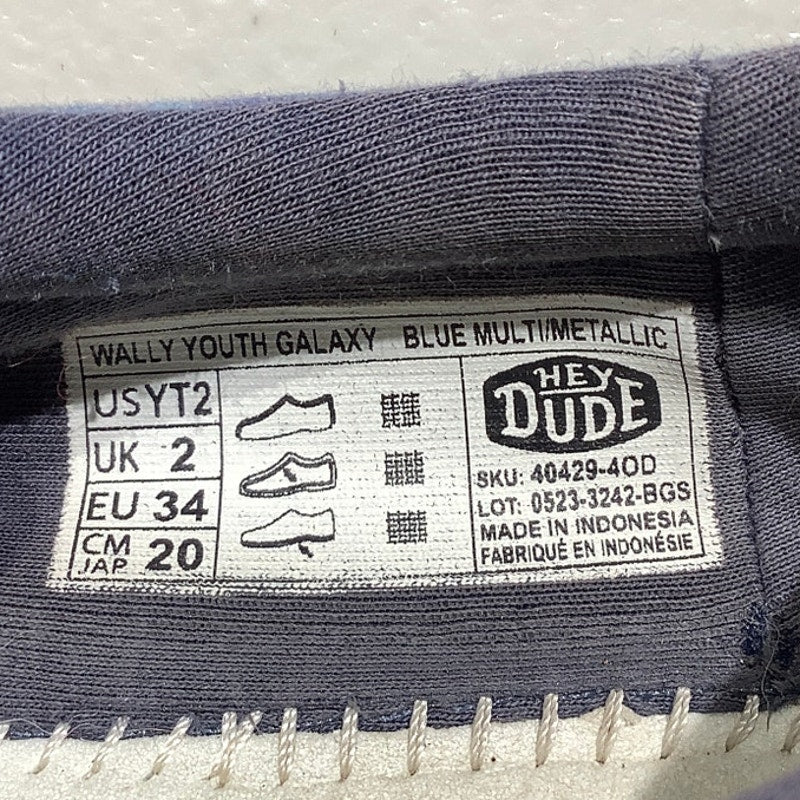 WALLY YOUTH GALAXY BLUE MULTI/METALLIC
US YT2
UK 2
EU 34
CM JAP 20
HEY DUDE
SKU: 40429-4OD
LOT: 0523-3242-BGS
MADE IN INDONESIA
FABRIQUÉ EN INDONÉSIE